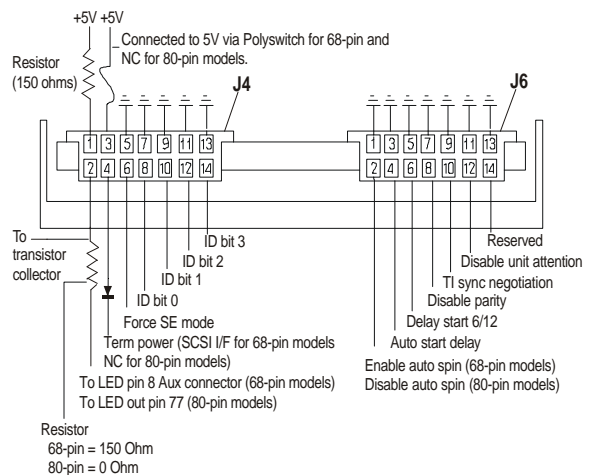 +5V +5V
Connected to 5V via Polyswitch for 68-pin and
NC for 80-pin models.
Resistor
(150 ohms)
J4
J6
1 3 5 7 9 11 13
2 4 6 8 10 12 14
1 3 5 7 9 11 13
2 4 6 8 10 12 14
To
transistor
collector
ID bit 3
ID bit 2
ID bit 1
ID bit 0
Force SE mode
Term power (SCSI I/F for 68-pin models
NC for 80-pin models)
To LED pin 8 Aux connector (68-pin models)
To LED out pin 77 (80-pin models)
Resistor
68-pin = 150 Ohm
80-pin = 0 Ohm
Reserved
Disable unit attention
TI sync negotiation
Disable parity
Delay start 6/12
Auto start delay
Enable auto spin (68-pin models)
Disable auto spin (80-pin models)